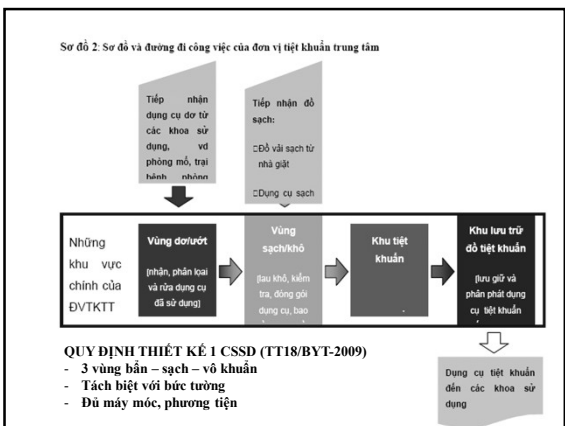 Sơ đồ 2: Sơ đồ và đường đi công việc của đơn vị tiệt khuẩn trung tâm
Tiếp nhận
dụng cụ dơ từ
các khoa sử
dụng, vd
phòng mổ, trại
bệnh phòng
Tiếp nhận đồ
sạch:
□Đồ vải sạch từ
nhà giặt
□Dụng cụ sạch
Những
khu vực
chính của
ĐVTKTT
Vùng dơ/ướt
(nhận, phân loại
và rửa dụng cụ
đã sử dụng)
Vùng
sạch/khô
(lau khô, kiểm
tra, đóng gói
dụng cụ, bao
Khu tiệt
khuẩn
Khu lưu trữ
đồ tiệt khuẩn
(lưu giữ và
phân phát dụng
cụ tiệt khuẩn
QUY ĐỊNH THIẾT KẾ 1 CSSD (TT18/BYT-2009)
- 3 vùng bẩn – sạch – vô khuẩn
- Tách biệt với bức tường
- Đủ máy móc, phương tiện
Dụng cụ tiệt khuẩn
đến các khoa sử
dụng